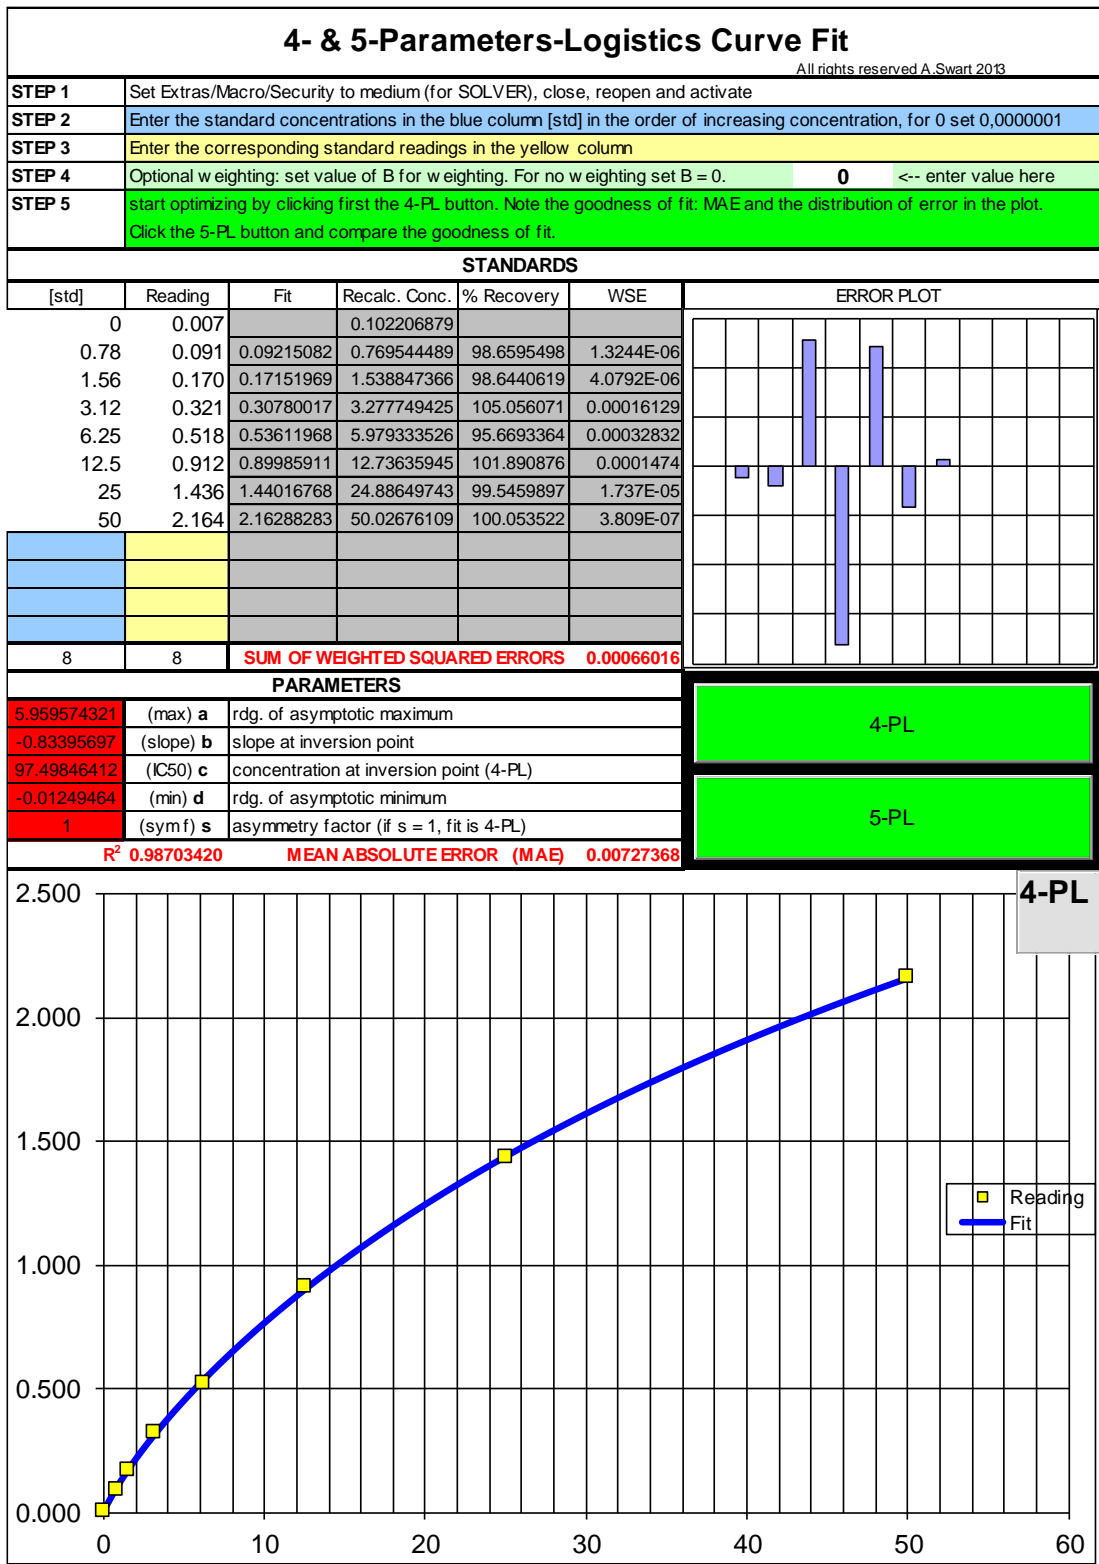 4- & 5-Parameters-Logistics Curve Fit
All rights reserved A.Swart 2013
STEP 1 Set Extras/Macro/Security to medium (for SOLVER), close, reopen and activate
STEP 2 Enter the standard concentrations in the blue column [std] in the order of increasing concentration, for 0 set 0,0000001
STEP 3 Enter the corresponding standard readings in the yellow column
STEP 4 Optional weighting: set value of B for weighting. For no weighting set B = 0. 0 <-- enter value here
STEP 5 start optimizing by clicking first the 4-PL button. Note the goodness of fit: MAE and the distribution of error in the plot.
Click the 5-PL button and compare the goodness of fit.
STANDARDS
[std] Reading Fit Recalc. Conc. % Recovery WSE ERROR PLOT
0 0.007 0.102206879
0.78 0.091 0.09215082 0.769544489 98.6595498 1.3244E-06
1.56 0.170 0.17151969 1.538847366 98.6440619 4.0792E-06
3.12 0.321 0.30780017 3.277749425 105.056071 0.00016129
6.25 0.518 0.53611968 5.979333526 95.6693364 0.00032832
12.5 0.912 0.89985911 12.73635945 101.890876 0.0001474
25 1.436 1.44016768 24.88649743 99.5459897 1.737E-05
50 2.164 2.16288283 50.02676109 100.053522 3.809E-07
8 8 SUM OF WEIGHTED SQUARED ERRORS 0.00066016
PARAMETERS
5.959574321 (max) a rdg. of asymptotic maximum
-0.83395697 (slope) b slope at inversion point
97.49846412 (IC50) c concentration at inversion point (4-PL)
-0.01249464 (min) d rdg. of asymptotic minimum
1 (sym f) s asymmetry factor (if s = 1, fit is 4-PL)
R² 0.98703420 MEAN ABSOLUTE ERROR (MAE) 0.00727368
4-PL
5-PL
4-PL
2.500
2.000
1.500
1.000
0.500
0.000
Reading
Fit
0 10 20 30 40 50 60